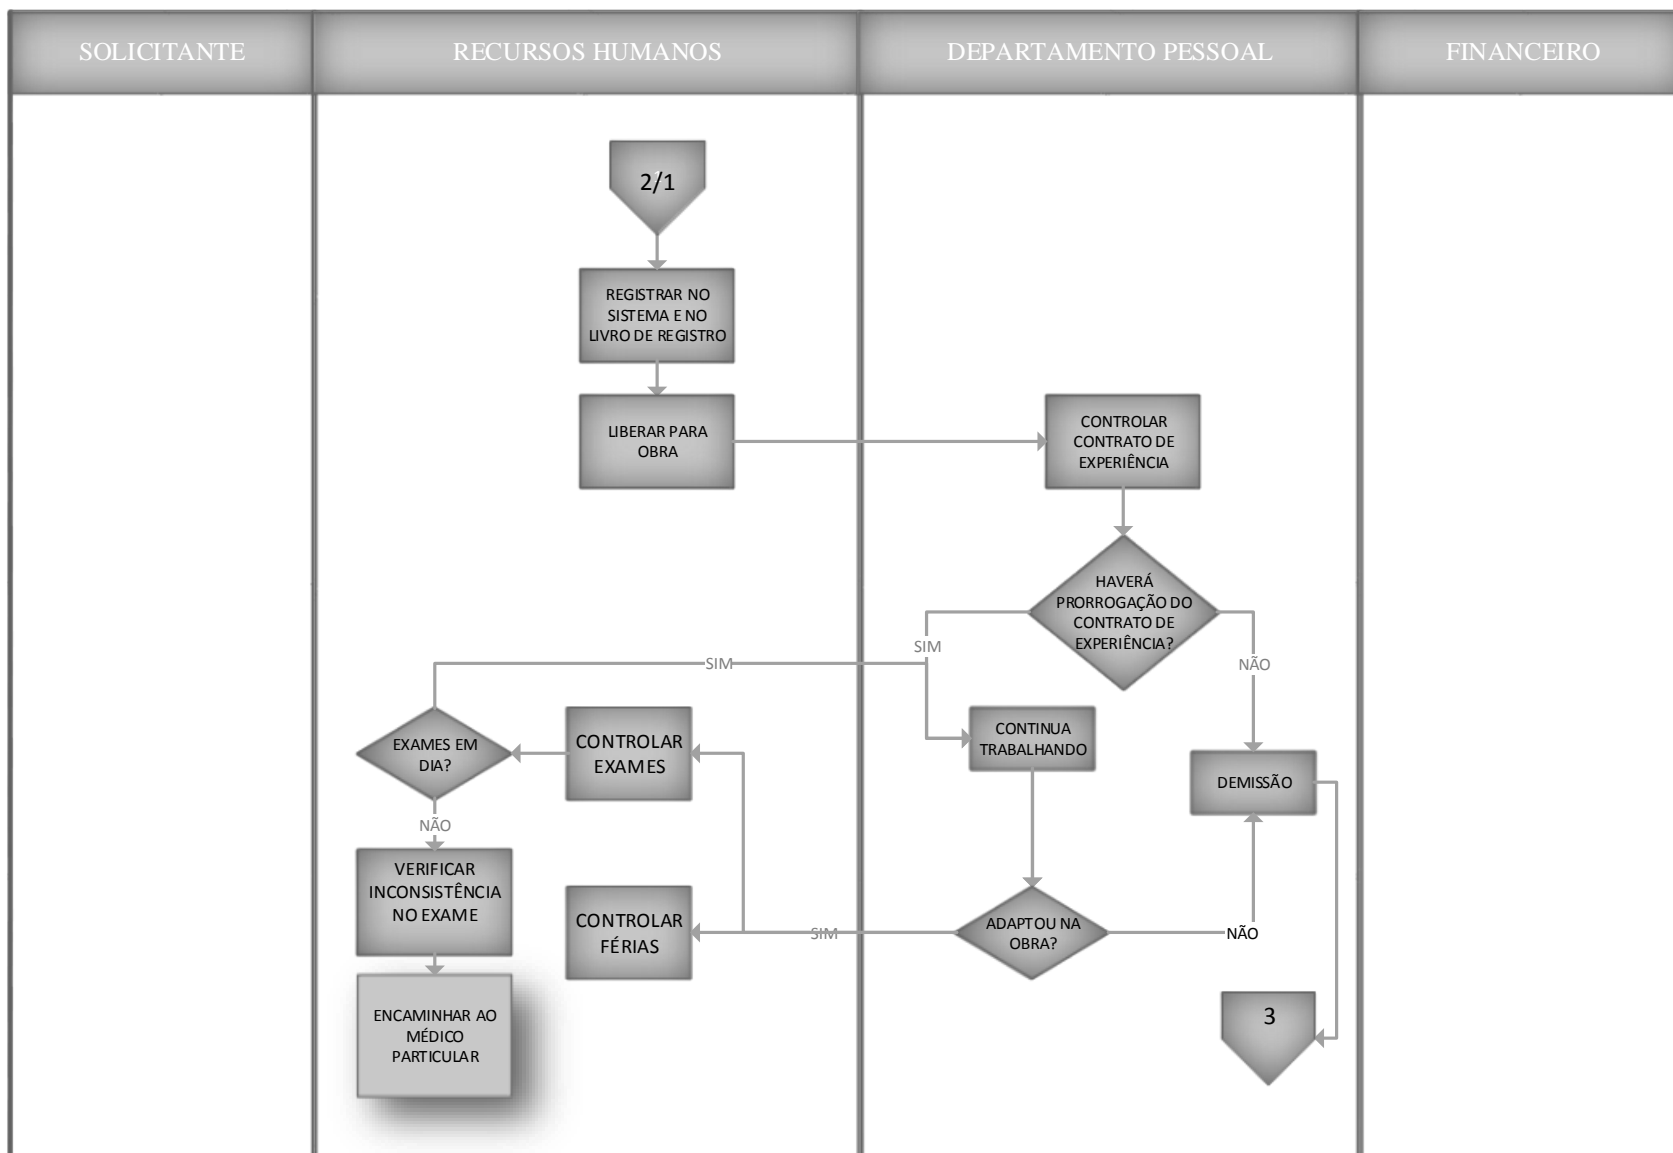 SOLICITANTE
RECURSOS HUMANOS
DEPARTAMENTO PESSOAL
FINANCEIRO
2/1
REGISTRAR NO
SISTEMA E NO
LIVRO DE REGISTRO
LIBERAR PARA
OBRA
CONTROLAR
CONTRATO DE
EXPERIÊNCIA
HAVERÁ
PRORROGAÇÃO DO
CONTRATO DE
EXPERIÊNCIA?
SIM
SIM
NÃO
EXAMES EM
DIA?
CONTROLAR
EXAMES
CONTINUA
TRABALHANDO
DEMISSÃO
NÃO
VERIFICAR
INCONSISTÊNCIA
NO EXAME
CONTROLAR
FÉRIAS
SIM
ADAPTOU NA
OBRA?
NÃO
ENCAMINHAR AO
MÉDICO
PARTICULAR
3